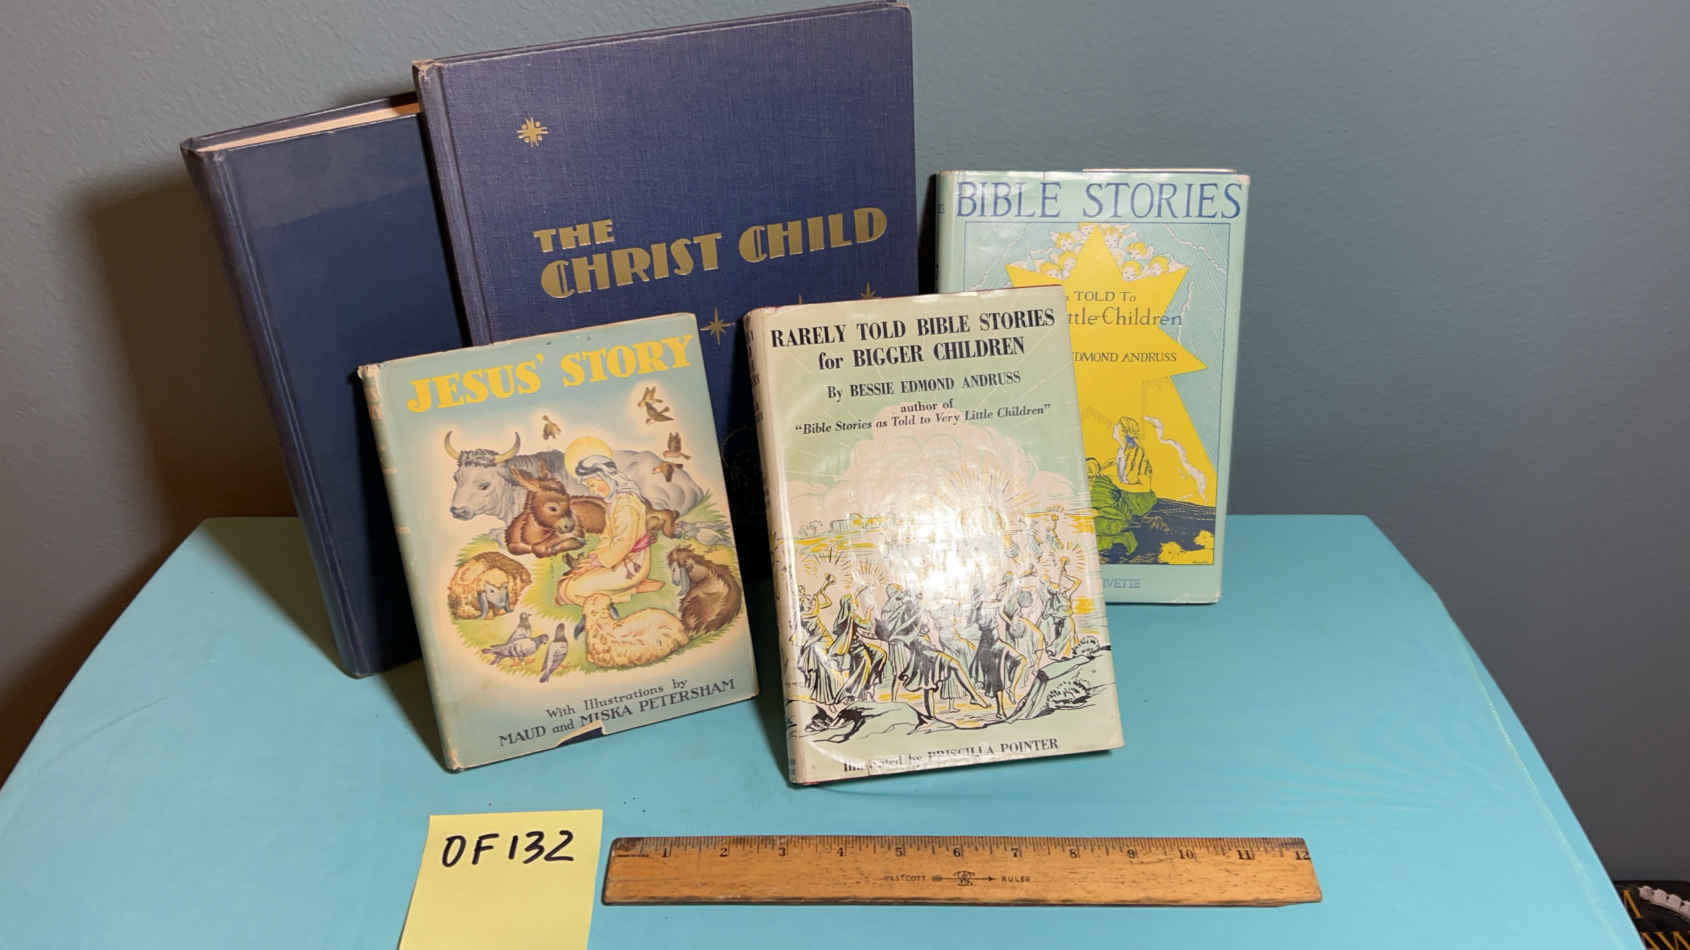 THE
CHRIST CHILD
BIBLE STORIES
TOLD TO
ttle Children
EDMOND ANDRUSS
JESUS' STORY
With Illustrations by
MAUD and MISKA PETERSHAM
RARELY TOLD BIBLE STORIES
for BIGGER CHILDREN
By BESSIE EDMOND ANDRUSS
author of
"Bible Stories as Told to Very Little Children"
Illustrated by PRISCILLA POINTER
OF132
1 2 3 4 5 6 7 8 9 10 11 12
WESTCOTT RULER